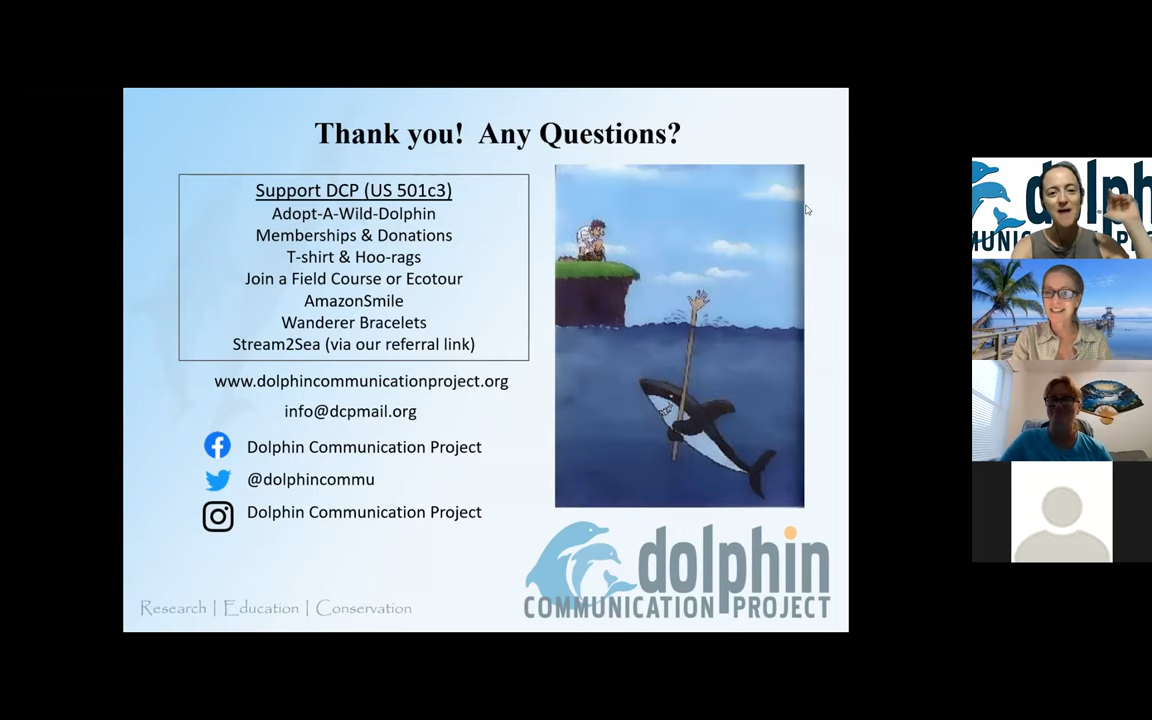 Thank you! Any Questions?
Support DCP (US 501c3)
Adopt-A-Wild-Dolphin
Memberships & Donations
T-shirt & Hoo-rags
Join a Field Course or Ecotour
AmazonSmile
Wanderer Bracelets
Stream2Sea (via our referral link)
www.dolphincommunicationproject.org
info@dcpmail.org
Dolphin Communication Project
@dolphincommu
Dolphin Communication Project
Research | Education | Conservation
dolphin
COMMUNICATION PROJECT
dolph